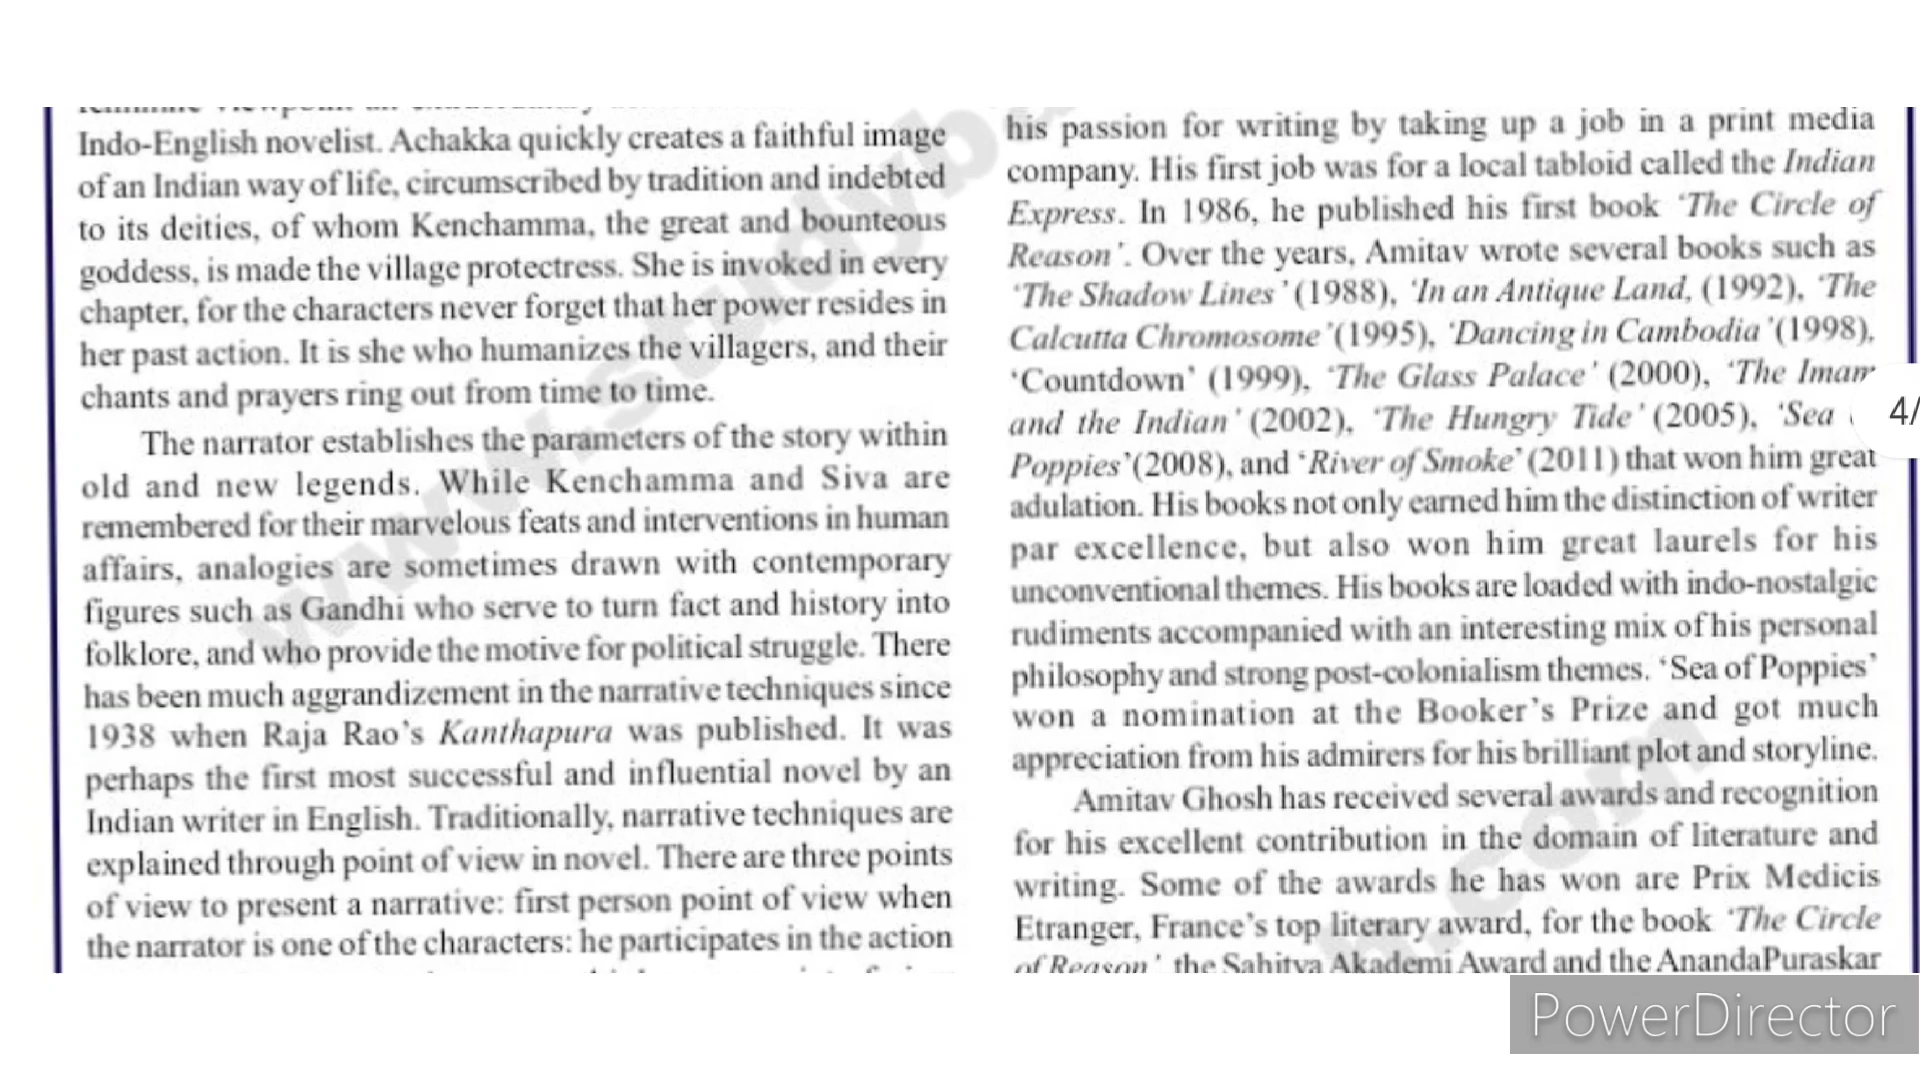 Indo-English novelist. Achakka quickly creates a faithful image
of an Indian way of life, circumscribed by tradition and indebted
to its deities, of whom Kenchamma, the great and bounteous
goddess, is made the village protectress. She is invoked in every
chapter, for the characters never forget that her power resides in
her past action. It is she who humanizes the villagers, and their
chants and prayers ring out from time to time.
The narrator establishes the parameters of the story within
old and new legends. While Kenchamma and Siva are
remembered for their marvelous feats and interventions in human
affairs, analogies are sometimes drawn with contemporary
figures such as Gandhi who serve to turn fact and history into
folklore, and who provide the motive for political struggle. There
has been much aggrandizement in the narrative techniques since
1938 when Raja Rao's Kanthapura was published. It was
perhaps the first most successful and influential novel by an
Indian writer in English. Traditionally, narrative techniques are
explained through point of view in novel. There are three points
of view to present a narrative: first person point of view when
the narrator is one of the characters: he participates in the action
his passion for writing by taking up a job in a print media
company. His first job was for a local tabloid called the Indian
Express. In 1986, he published his first book 'The Circle of
Reason'. Over the years, Amitav wrote several books such as
'The Shadow Lines' (1988), 'In an Antique Land, (1992), 'The
Calcutta Chromosome' (1995), 'Dancing in Cambodia' (1998),
'Countdown' (1999), 'The Glass Palace' (2000), 'The Imam
and the Indian' (2002), 'The Hungry Tide' (2005), 'Sea
Poppies' (2008), and 'River of Smoke' (2011) that won him great
adulation. His books not only earned him the distinction of writer
par excellence, but also won him great laurels for his
unconventional themes. His books are loaded with indo-nostalgic
rudiments accompanied with an interesting mix of his personal
philosophy and strong post-colonialism themes. 'Sea of Poppies'
won a nomination at the Booker's Prize and got much
appreciation from his admirers for his brilliant plot and storyline.
Amitav Ghosh has received several awards and recognition
for his excellent contribution in the domain of literature and
writing. Some of the awards he has won are Prix Medicis
Etranger, France's top literary award, for the book 'The Circle
of Reason', the Sahitya Akademi Award and the AnandaPuraskar
4/
PowerDirector